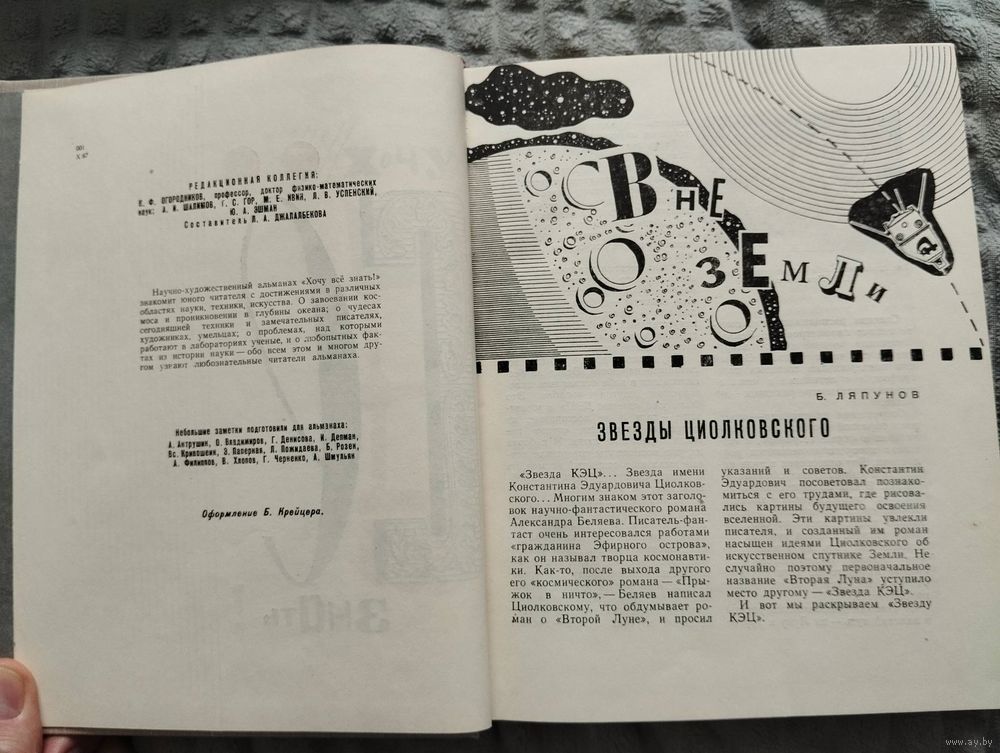 001
Х 67
РЕДАКЦИОННАЯ КОЛЛЕГИЯ:
К. Ф. ОГОРОДНИКОВ, профессор, доктор физико-математических
наук; А. И. ШАЛИМОВ, Г. С. ГОР, М. Е. ИВИН, Л. В. УСПЕНСКИЙ,
Ю. А. ЭШМАН
Составитель Л. А. ДЖАЛАЛБЕКОВА
Научно-художественный альманах «Хочу всё знать!»
знакомит юного читателя с достижениями в различных
областях науки, техники, искусства. О завоевании кос-
моса и проникновении в глубины океана; о чудесах
сегодняшней техники и замечательных писателях,
художниках, умельцах; о проблемах, над которыми
работают в лабораториях ученые, и о любопытных фак-
тах из истории науки — обо всем этом и многом дру-
гом узнают любознательные читатели альманаха.
Небольшие заметки подготовили для альманаха:
А. Антрушин, О. Владимиров, Г. Денисова, И. Депман,
Вс. Кривошеин, З. Паперная, Л. Пожидаева, Б. Розен,
А. Филиппов, В. Хлопов, Г. Черненко, А. Шмульян
Оформление Б. Крейцера.
СВ
ВНЕ
ЗЕМЛИ
Б. ЛЯПУНОВ
ЗВЕЗДЫ ЦИОЛКОВСКОГО
«Звезда КЭЦ»... Звезда имени
Константина Эдуардовича Циолков-
ского... Многим знаком этот заголо-
вок научно-фантастического романа
Александра Беляева. Писатель-фан-
таст очень интересовался работами
«гражданина Эфирного острова»,
как он называл творца космонавти-
ки. Как-то, после выхода другого
его «космического» романа — «Пры-
жок в ничто», — Беляев написал
Циолковскому, что обдумывает ро-
ман о «Второй Луне», и просил
указаний и советов. Константин
Эдуардович посоветовал познако-
миться с его трудами, где рисова-
лись картины будущего освоения
вселенной. Эти картины увлекли
писателя, и созданный им роман
насыщен идеями Циолковского об
искусственном спутнике Земли. Не
случайно поэтому первоначальное
название «Вторая Луна» уступило
место другому — «Звезда КЭЦ».
И вот мы раскрываем «Звезду
КЭЦ».
www.ay.by